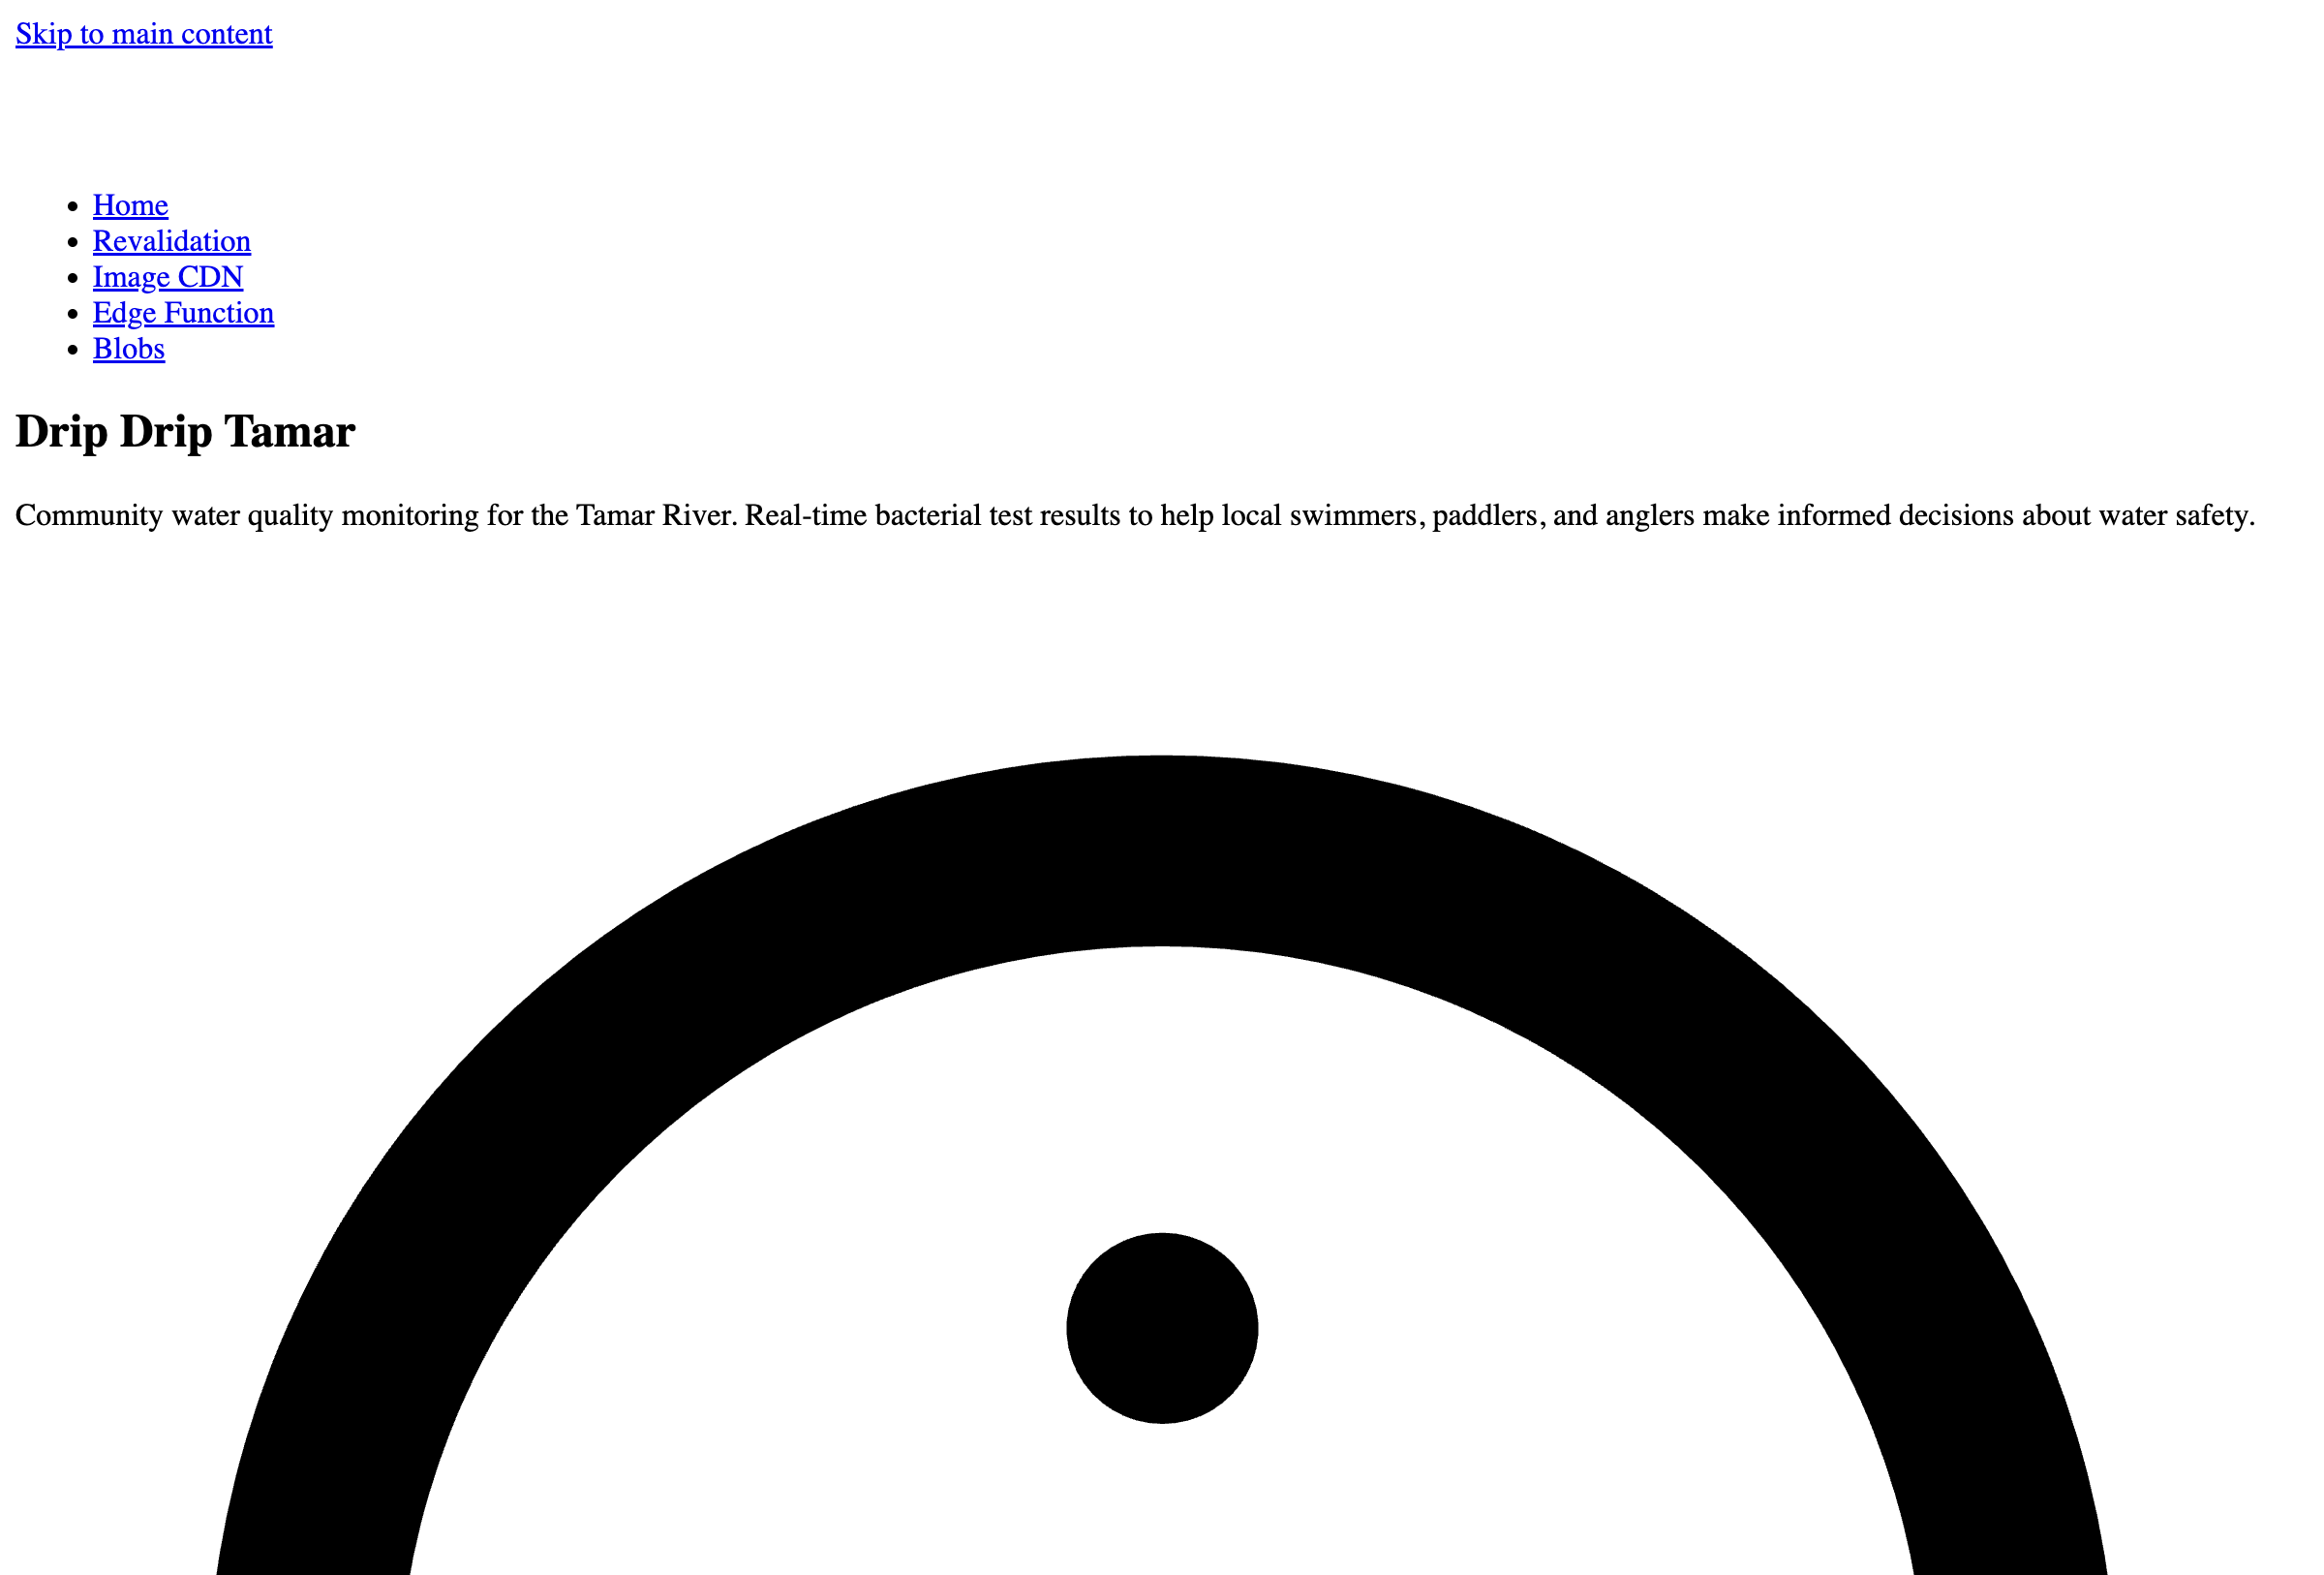 Skip to main content
Home
Revalidation
Image CDN
Edge Function
Blobs
Drip Drip Tamar
Community water quality monitoring for the Tamar River. Real-time bacterial test results to help local swimmers, paddlers, and anglers make informed decisions about water safety.